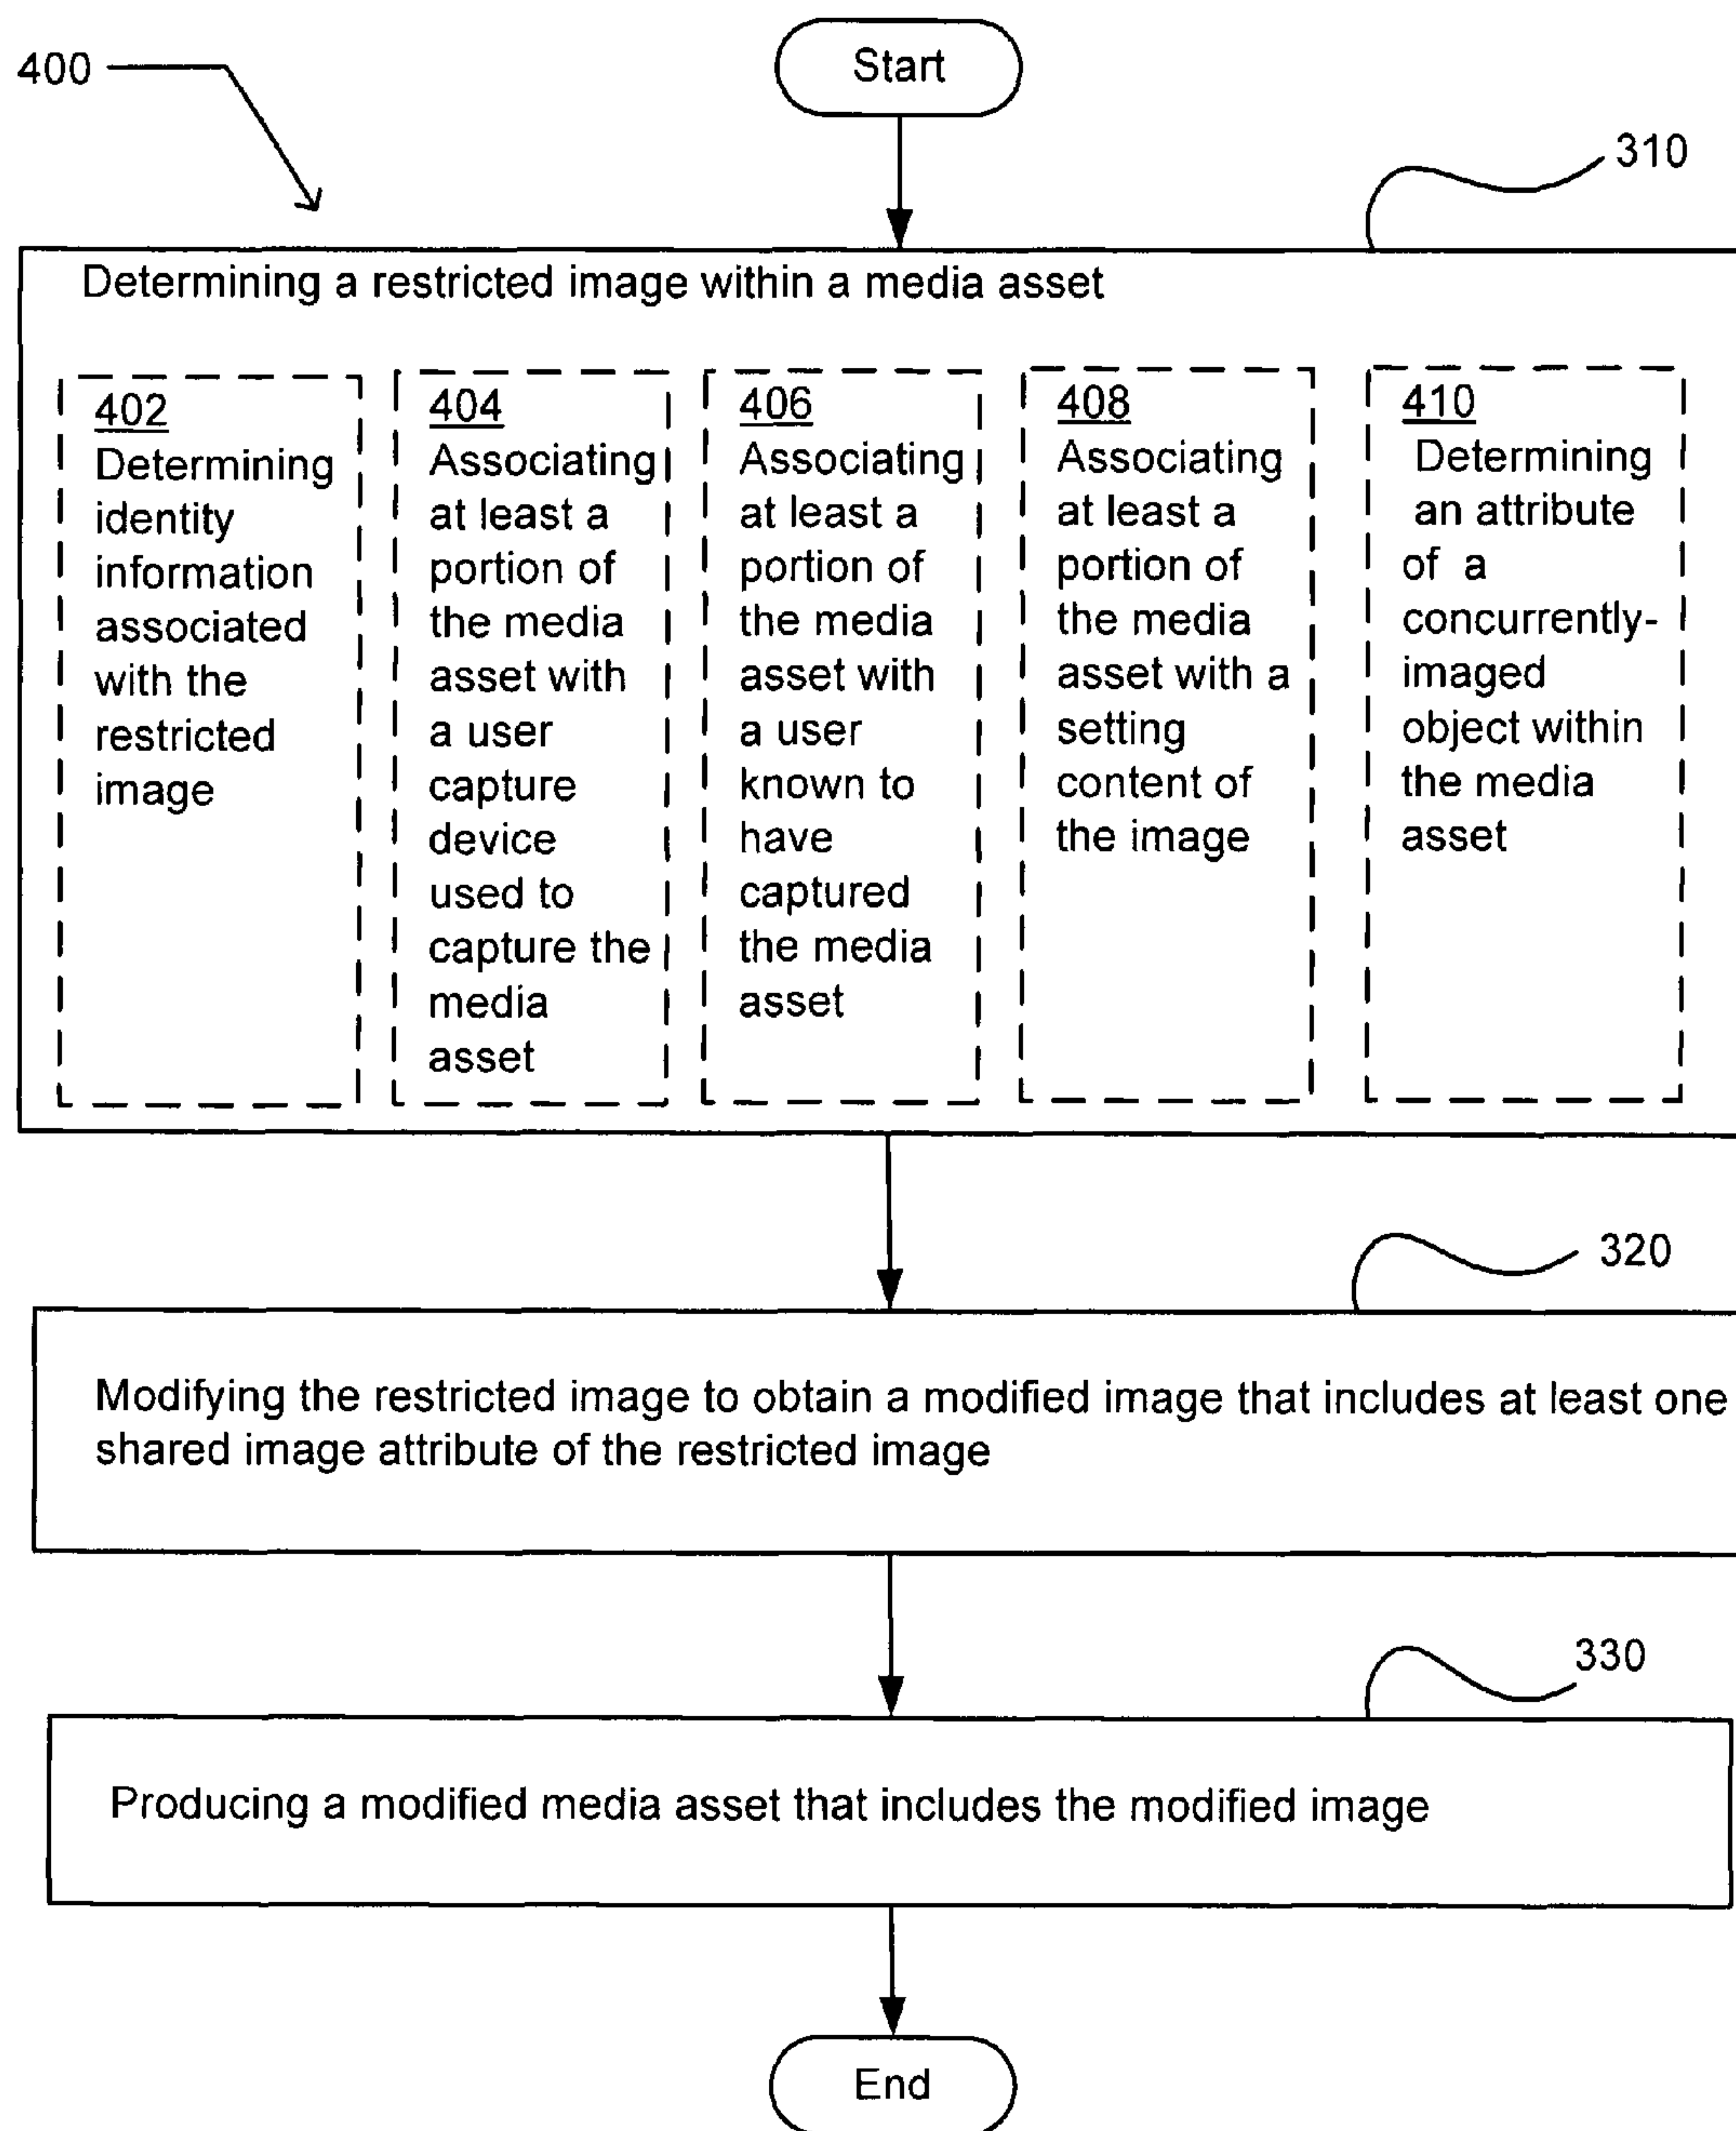 Start
400
310
Determining a restricted image within a media asset
402
Determining
identity
information
associated
with the
restricted
image
404
Associating
at least a
portion of
the media
asset with
a user
capture
device
used to
capture the
media
asset
406
Associating
at least a
portion of
the media
asset with
a user
known to
have
captured
the media
asset
408
Associating
at least a
portion of
the media
asset with a
setting
content of
the image
410
Determining
an attribute
of a
concurrently-
imaged
object within
the media
asset
320
Modifying the restricted image to obtain a modified image that includes at least one
shared image attribute of the restricted image
330
Producing a modified media asset that includes the modified image
End